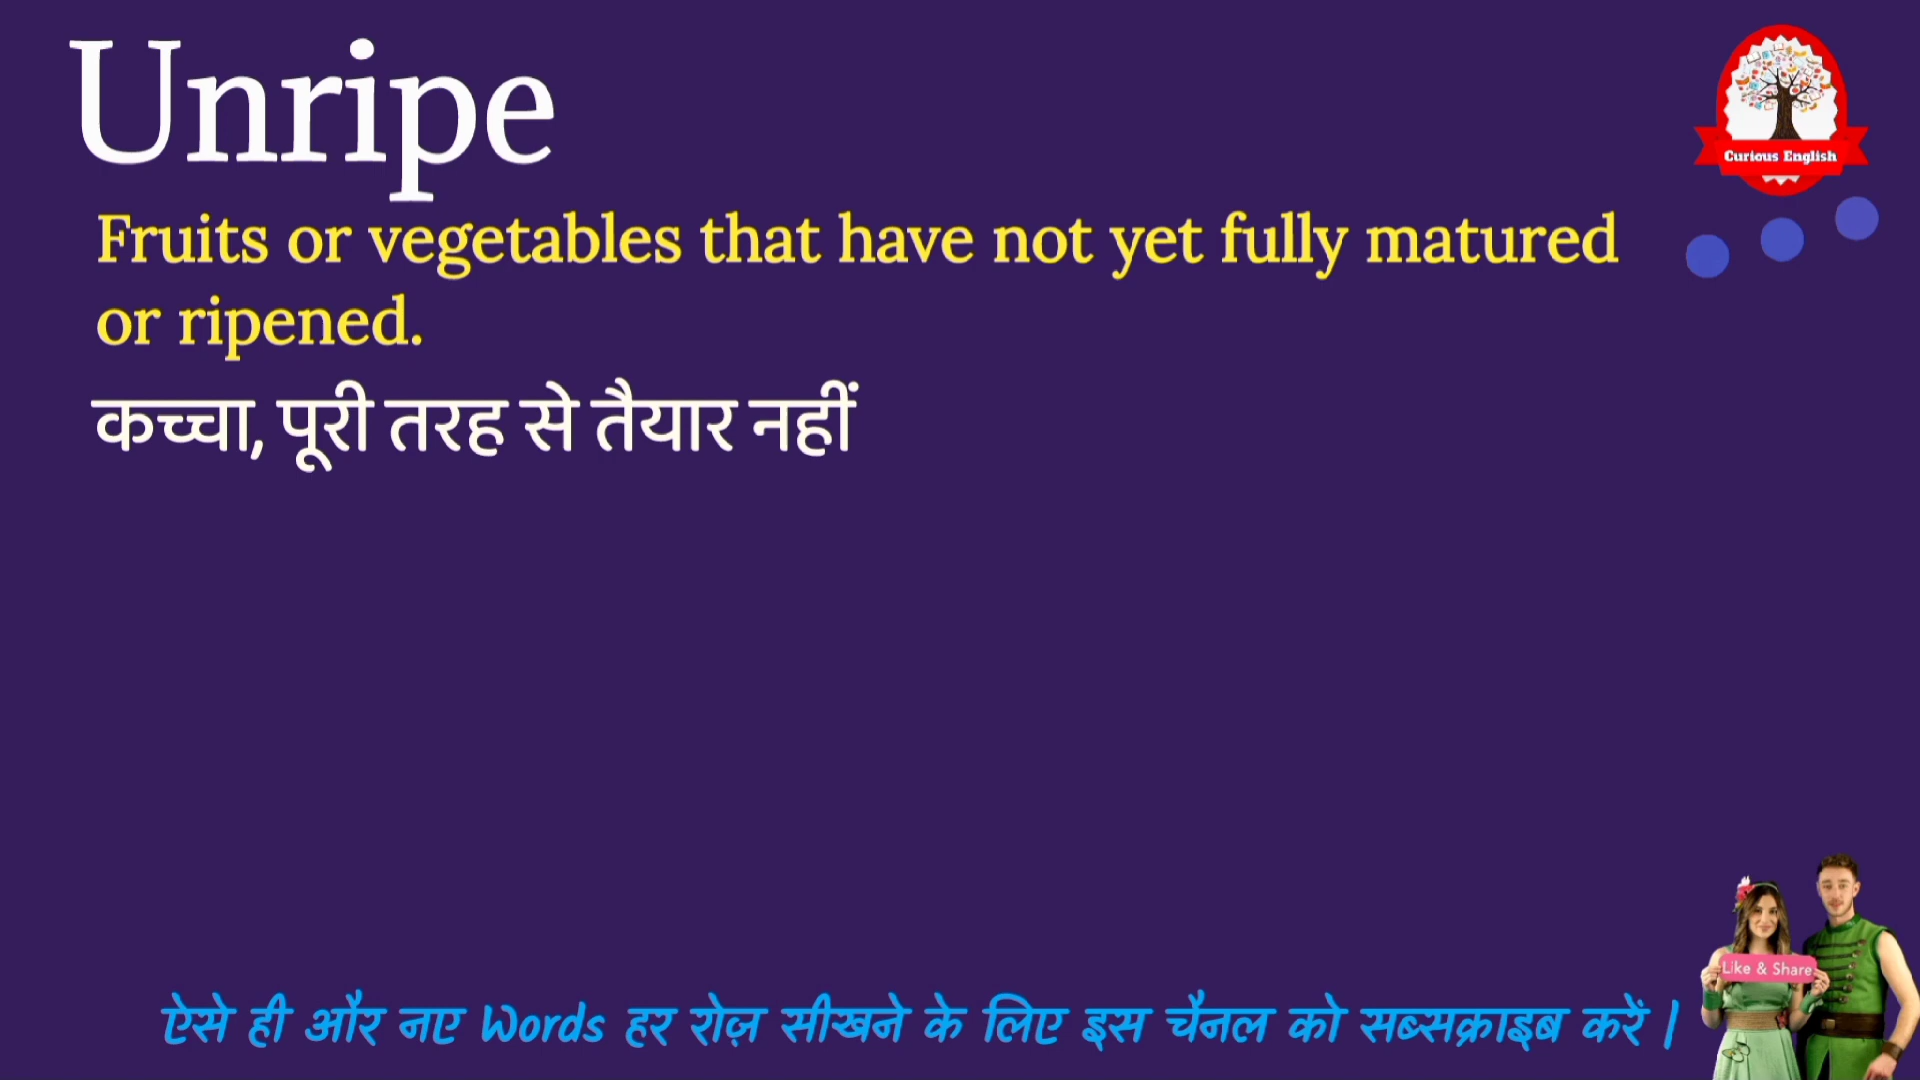 Unripe
Curious English
Fruits or vegetables that have not yet fully matured
or ripened.
कच्चा, पूरी तरह से तैयार नहीं
Like & Share
ऐसे ही और नए Words हर रोज़ सीखने के लिए इस चैनल को सब्सक्राइब करें |